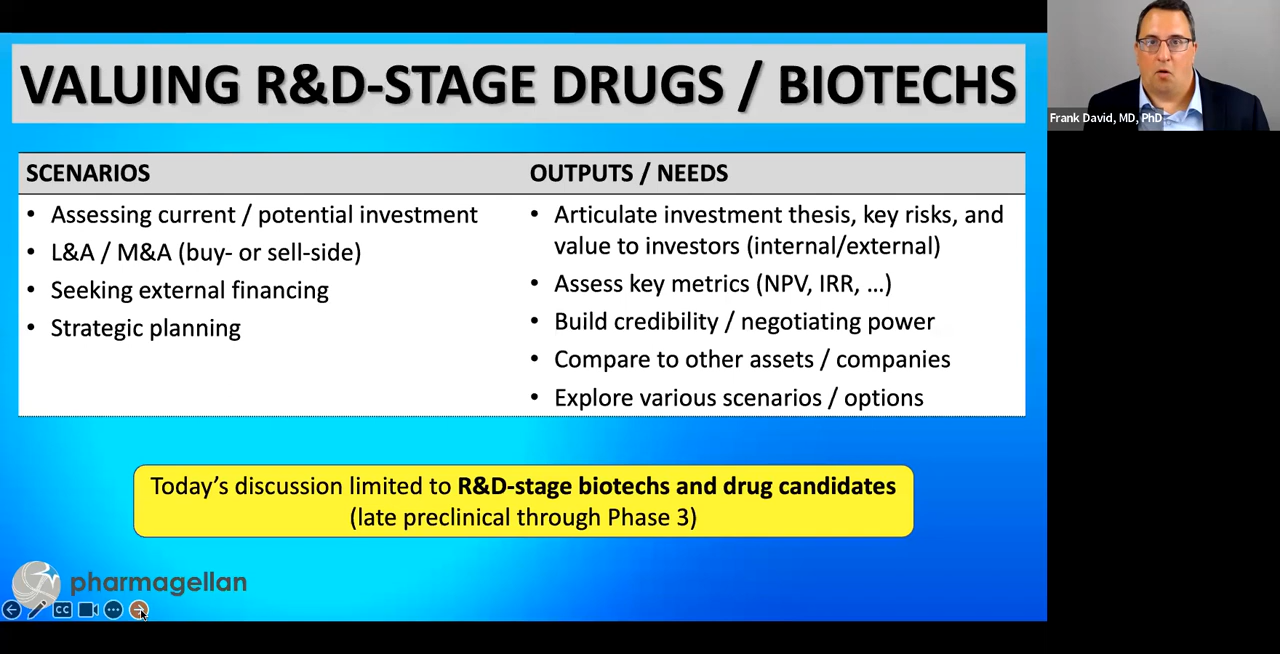 VALUING R&D-STAGE DRUGS / BIOTECHS
SCENARIOS
• Assessing current / potential investment
• L&A / M&A (buy- or sell-side)
• Seeking external financing
• Strategic planning
OUTPUTS / NEEDS
• Articulate investment thesis, key risks, and
value to investors (internal/external)
• Assess key metrics (NPV, IRR, …)
• Build credibility / negotiating power
• Compare to other assets / companies
• Explore various scenarios / options
Today’s discussion limited to R&D-stage biotechs and drug candidates
(late preclinical through Phase 3)
pharmagellan
CC
Frank David, MD, PhD